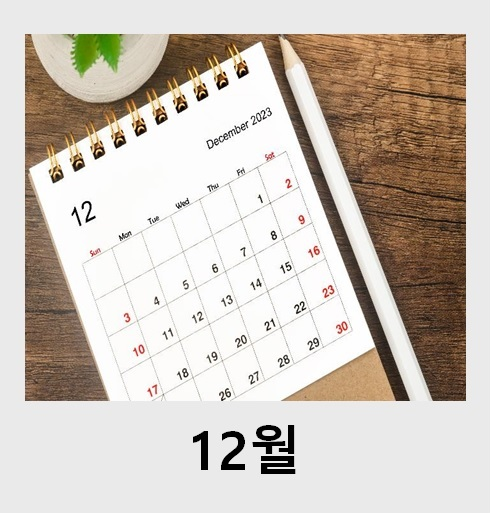 December 2023
12
Sun Mon Tue Wed Thu Fri Sat
1 2
3 4 5 6 7 8 9
10 11 12 13 14 15 16
17 18 19 20 21 22 23
26 27 28 29 30
12월